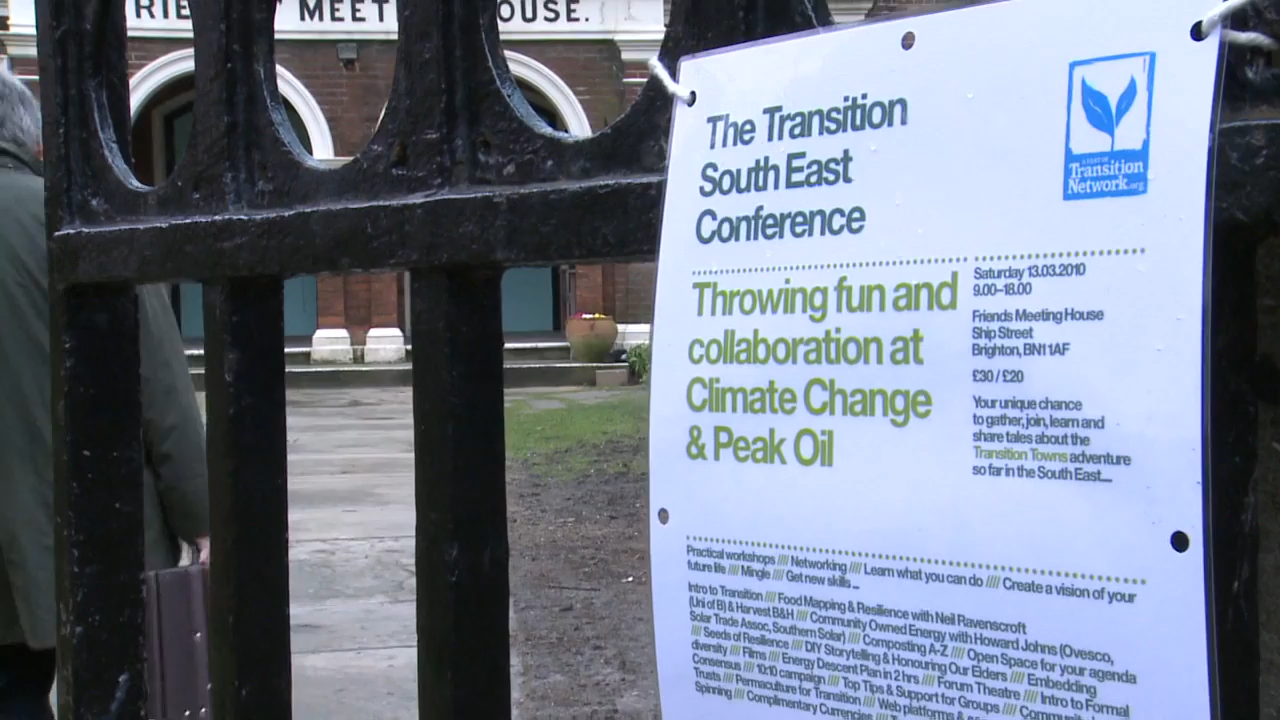 RIE MEET OUSE.
The Transition
South East
Conference
A PART OF
Transition
Network.org
Throwing fun and
collaboration at
Climate Change
& Peak Oil
Saturday 13.03.2010
9.00–18.00
Friends Meeting House
Ship Street
Brighton, BN1 1AF
£30 / £20
Your unique chance
to gather, join, learn and
share tales about the
Transition Towns adventure
so far in the South East....
Practical workshops //// Networking //// Learn what you can do //// Create a vision of your
future life //// Mingle //// Get new skills ...
Intro to Transition //// Food Mapping & Resilience with Neil Ravenscroft
(Uni of B) & Harvest B&H //// Community Owned Energy with Howard Johns (Ovesco,
Solar Trade Assoc, Southern Solar) //// Composting A-Z //// Open Space for your agenda
//// Seeds of Resilience //// DIY Storytelling & Honouring Our Elders //// Embedding
diversity //// Films //// Energy Descent Plan in 2 hrs //// Forum Theatre //// Intro to Formal
Consensus //// 10:10 campaign //// Top Tips & Support for Groups //// Community
Trusts //// Permaculture for Transition //// Web platforms &
Spinning //// Complimentary Currencies ////